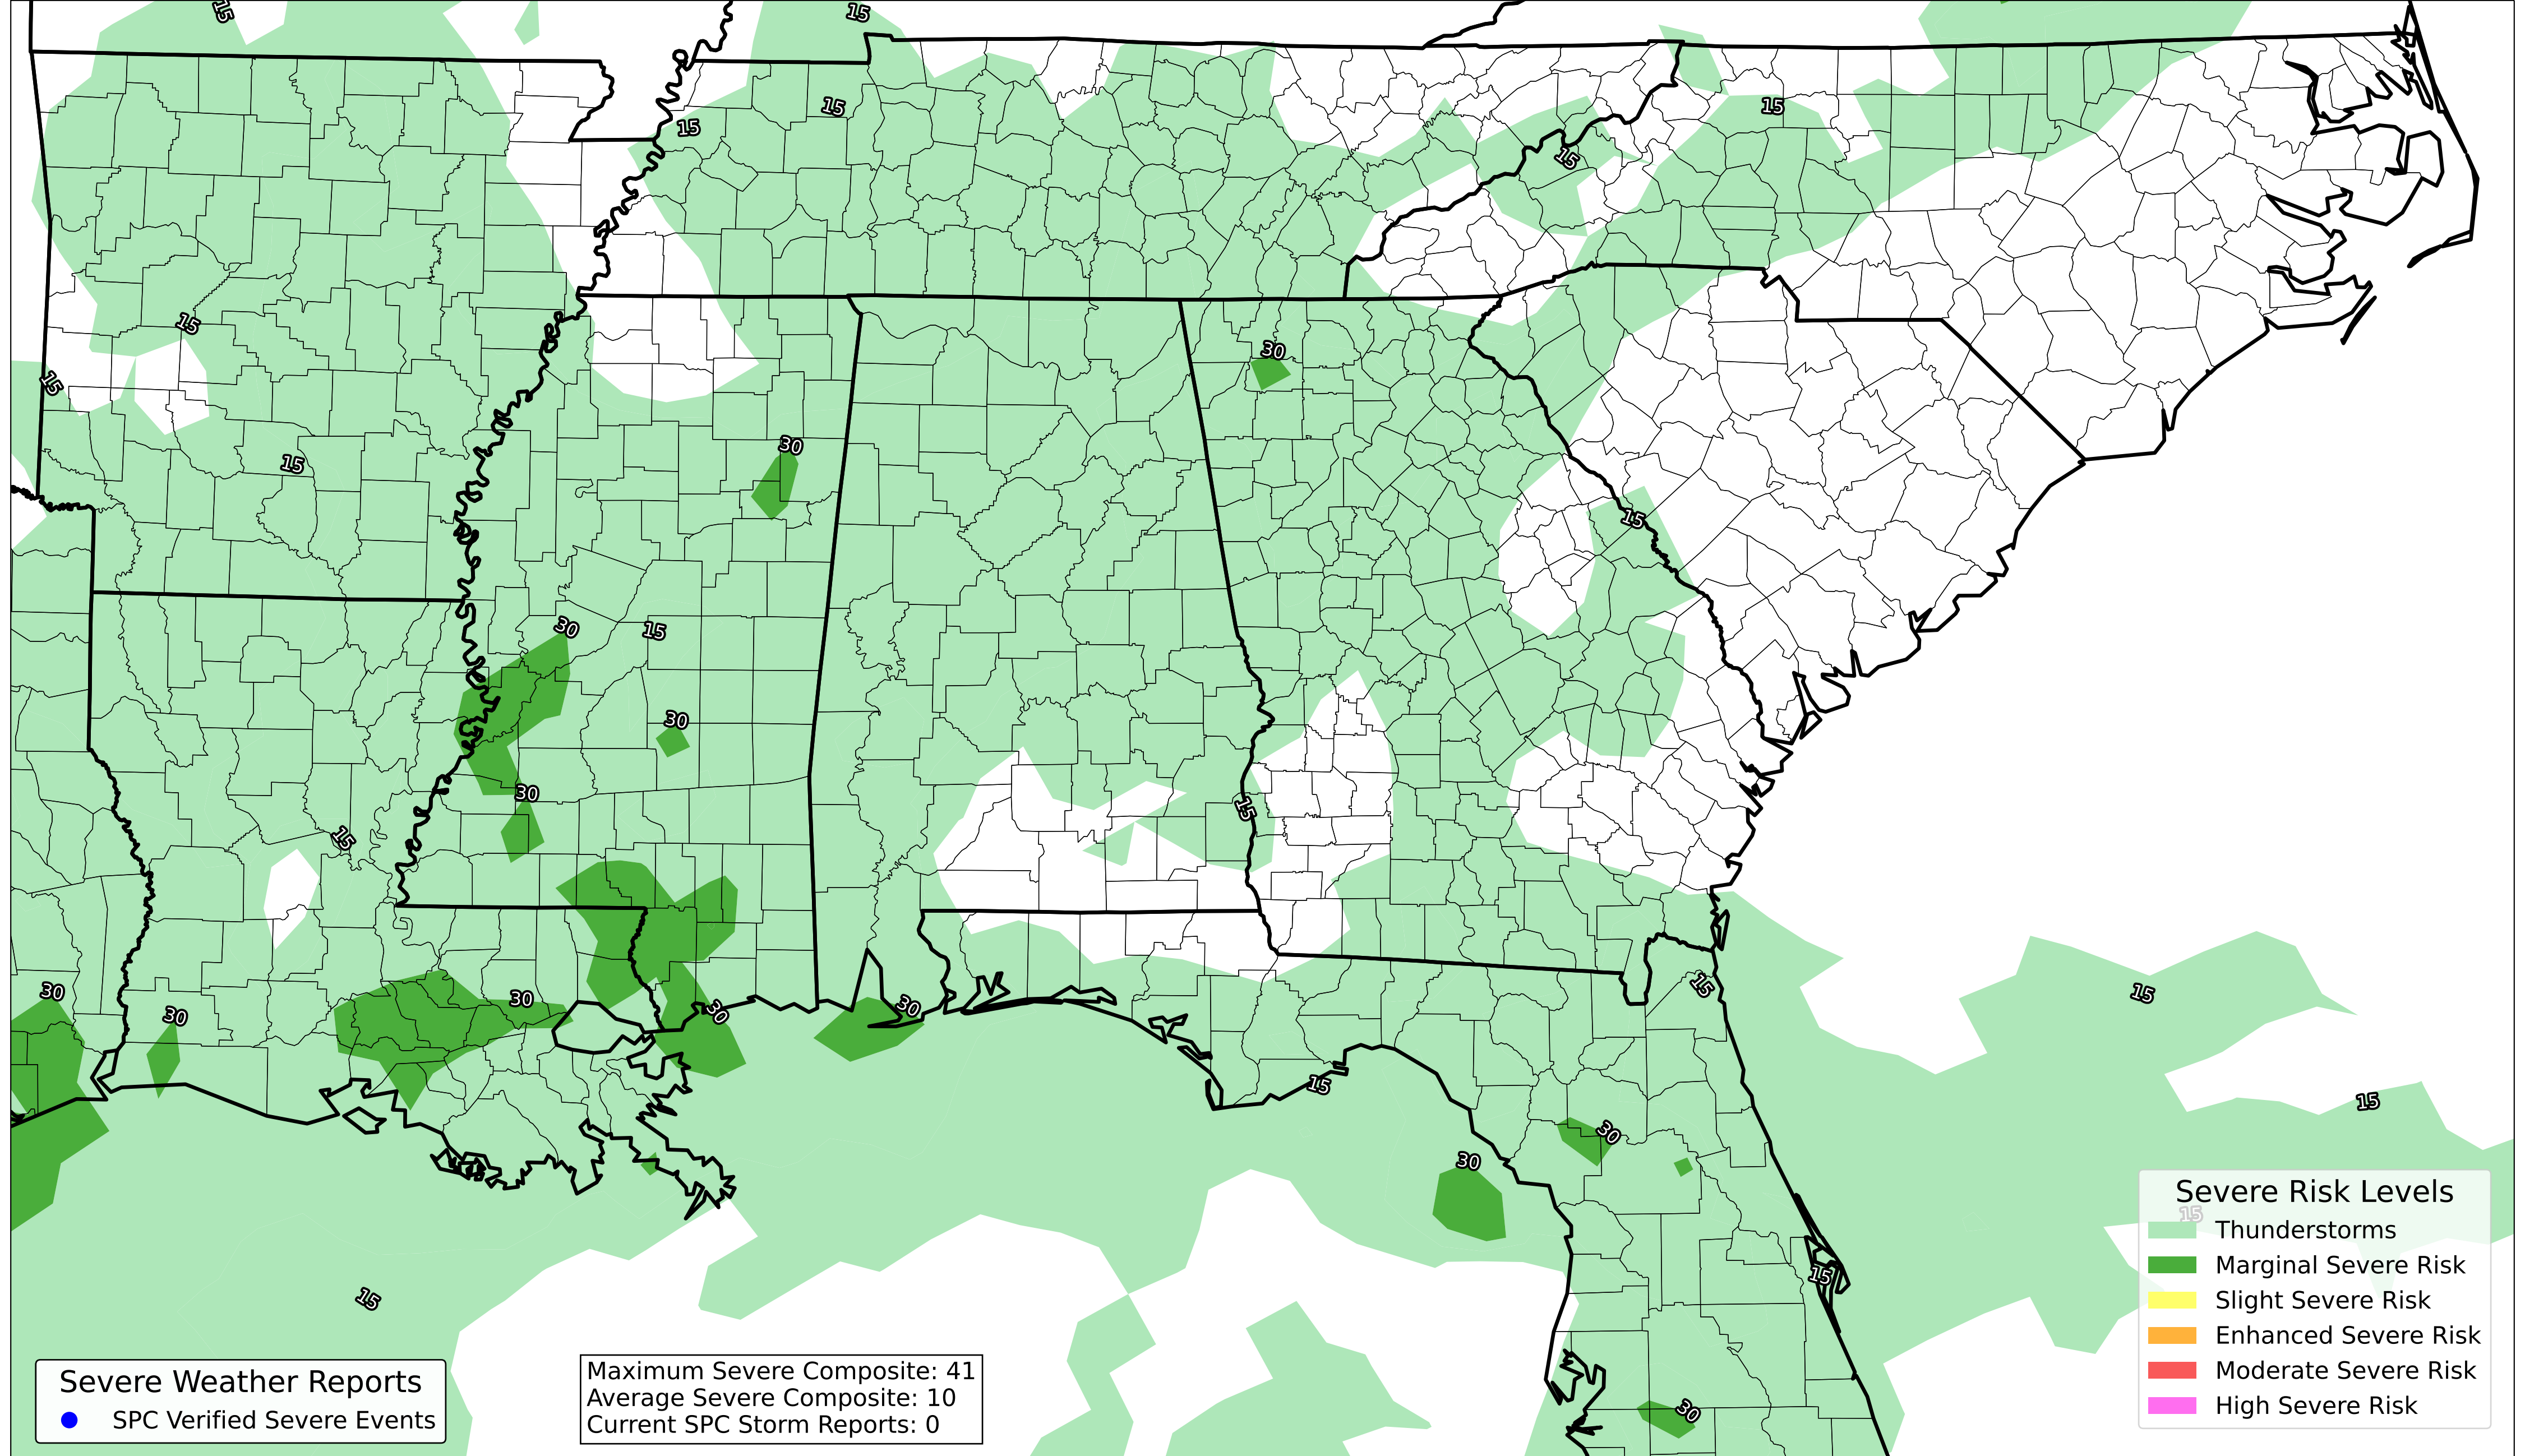 15
15
15
15
15
15
15
30
15
30
15
15
30
15
30
30
15
15
30
30
30
30
30
15
15
15
15
30
30
15
15
15
30
Severe Risk Levels
Thunderstorms
Marginal Severe Risk
Slight Severe Risk
Enhanced Severe Risk
Moderate Severe Risk
High Severe Risk
Severe Weather Reports
SPC Verified Severe Events
Maximum Severe Composite: 41
Average Severe Composite: 10
Current SPC Storm Reports: 0